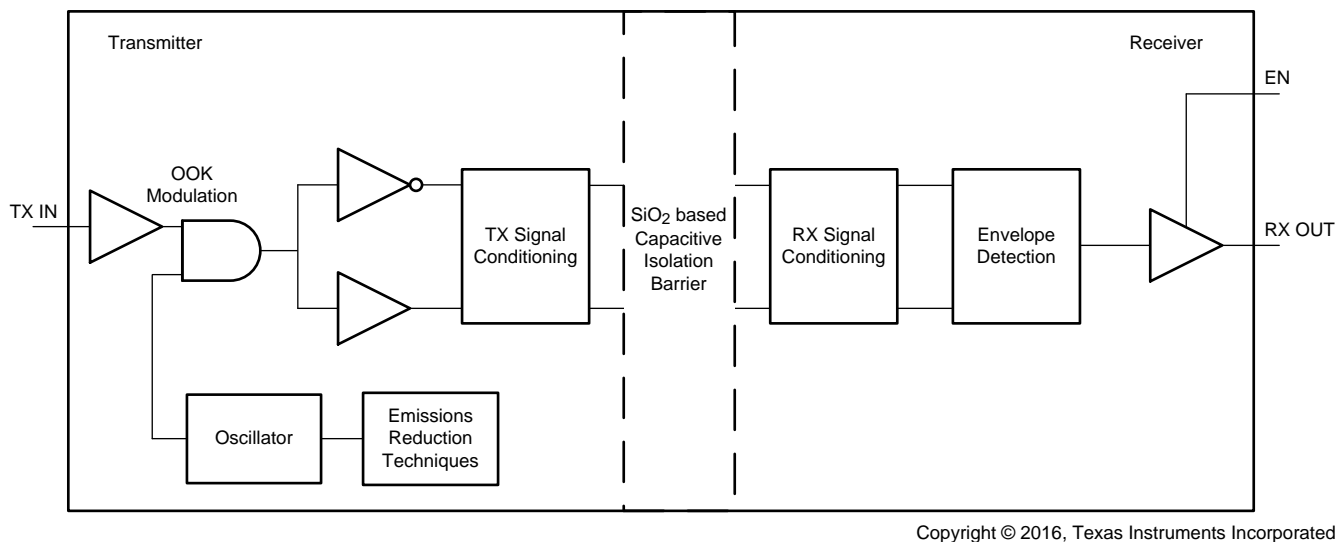 Transmitter
Receiver
EN
OOK
Modulation
TX IN
TX Signal
Conditioning
SiO2 based
Capacitive
Isolation
Barrier
RX Signal
Conditioning
Envelope
Detection
RX OUT
Oscillator
Emissions
Reduction
Techniques
Copyright © 2016, Texas Instruments Incorporated